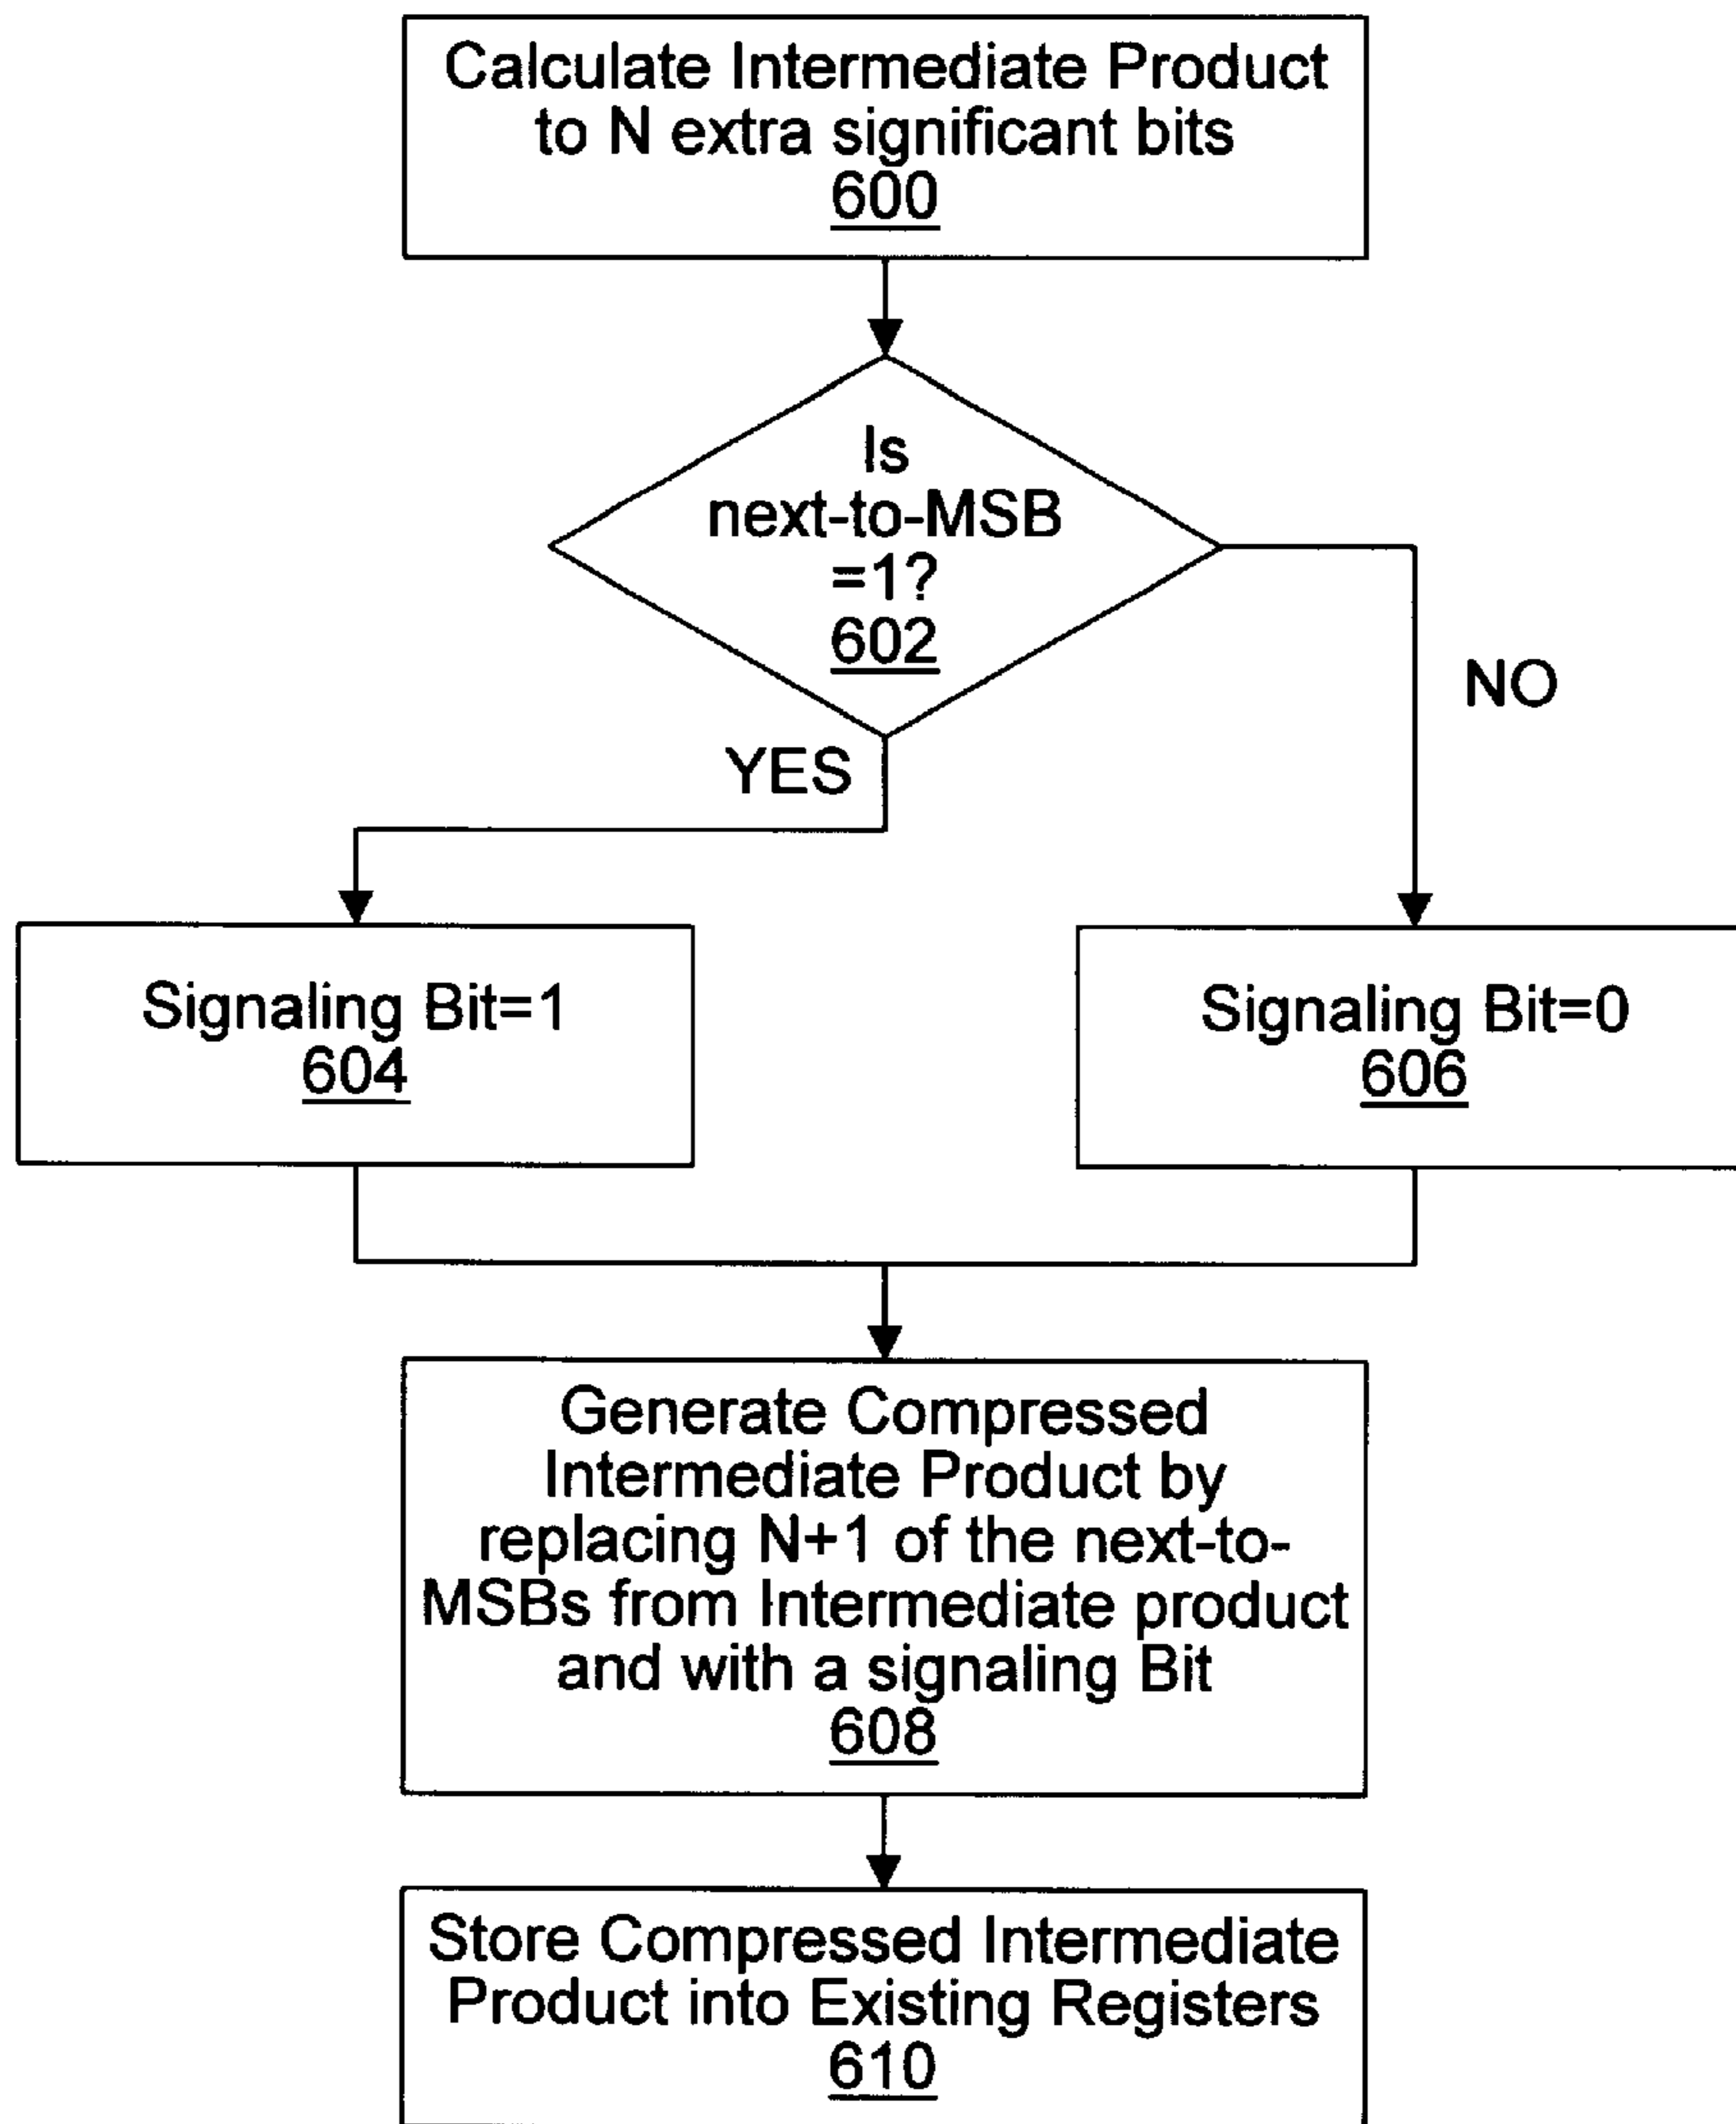 Calculate Intermediate Product
to N extra significant bits
600
Is
next-to-MSB
=1?
602
NO
YES
Signaling Bit=1
604
Signaling Bit=0
606
Generate Compressed
Intermediate Product by
replacing N+1 of the next-to-
MSBs from Intermediate product
and with a signaling Bit
608
Store Compressed Intermediate
Product into Existing Registers
610